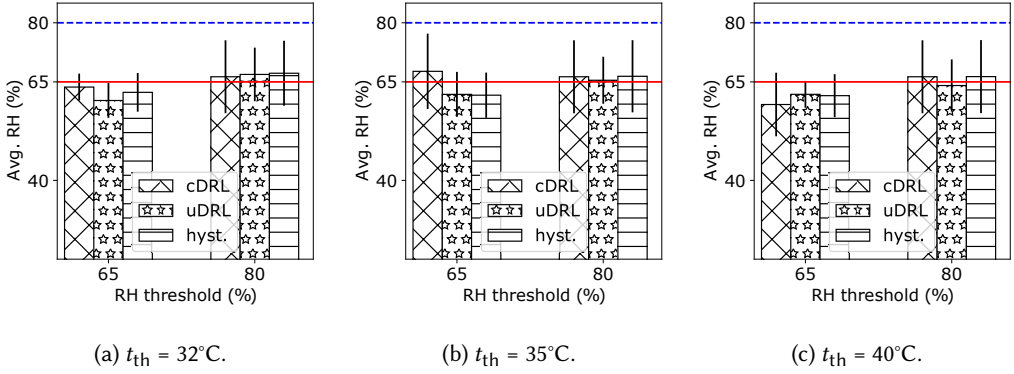 80
65
40
Avg. RH (%)
cDRL
uDRL
hyst.
65
80
RH threshold (%)
(a) t_th = 32°C.
80
65
40
Avg. RH (%)
cDRL
uDRL
hyst.
65
80
RH threshold (%)
(b) t_th = 35°C.
80
65
40
Avg. RH (%)
cDRL
uDRL
hyst.
65
80
RH threshold (%)
(c) t_th = 40°C.